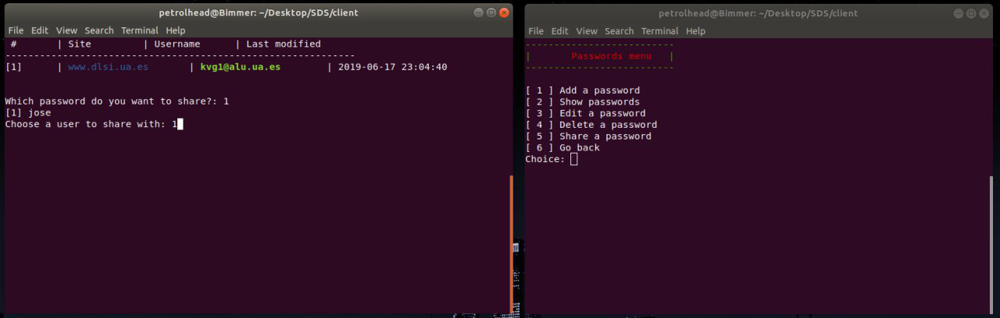 petrolhead@Bimmer: ~/Desktop/SDS/client
File Edit View Search Terminal Help
# | Site | Username | Last modified
-------------------------------------------------------------
[1] | www.dlsi.ua.es | kvg1@alu.ua.es | 2019-06-17 23:04:40
Which password do you want to share?: 1
[1] jose
Choose a user to share with: 1
petrolhead@Bimmer: ~/Desktop/SDS/client
File Edit View Search Terminal Help
--------------------------
| Passwords menu |
--------------------------
[ 1 ] Add a password
[ 2 ] Show passwords
[ 3 ] Edit a password
[ 4 ] Delete a password
[ 5 ] Share a password
[ 6 ] Go back
Choice: